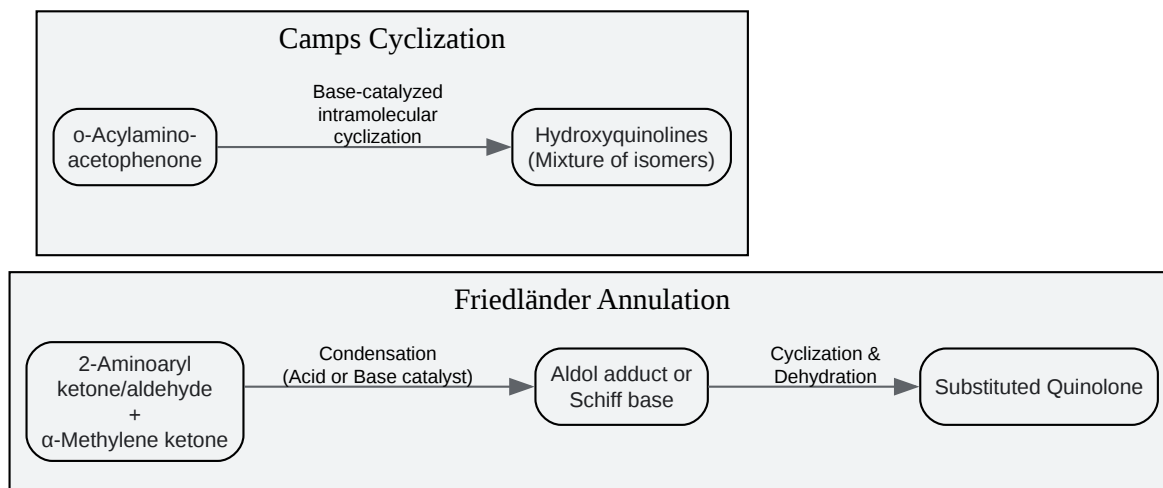 Camps Cyclization
o-Acylamino-
acetophenone
Base-catalyzed
intramolecular
cyclization
Hydroxyquinolines
(Mixture of isomers)
Friedländer Annulation
2-Aminoaryl
ketone/aldehyde
+
α-Methylene ketone
Condensation
(Acid or Base catalyst)
Aldol adduct or
Schiff base
Cyclization &
Dehydration
Substituted Quinolone